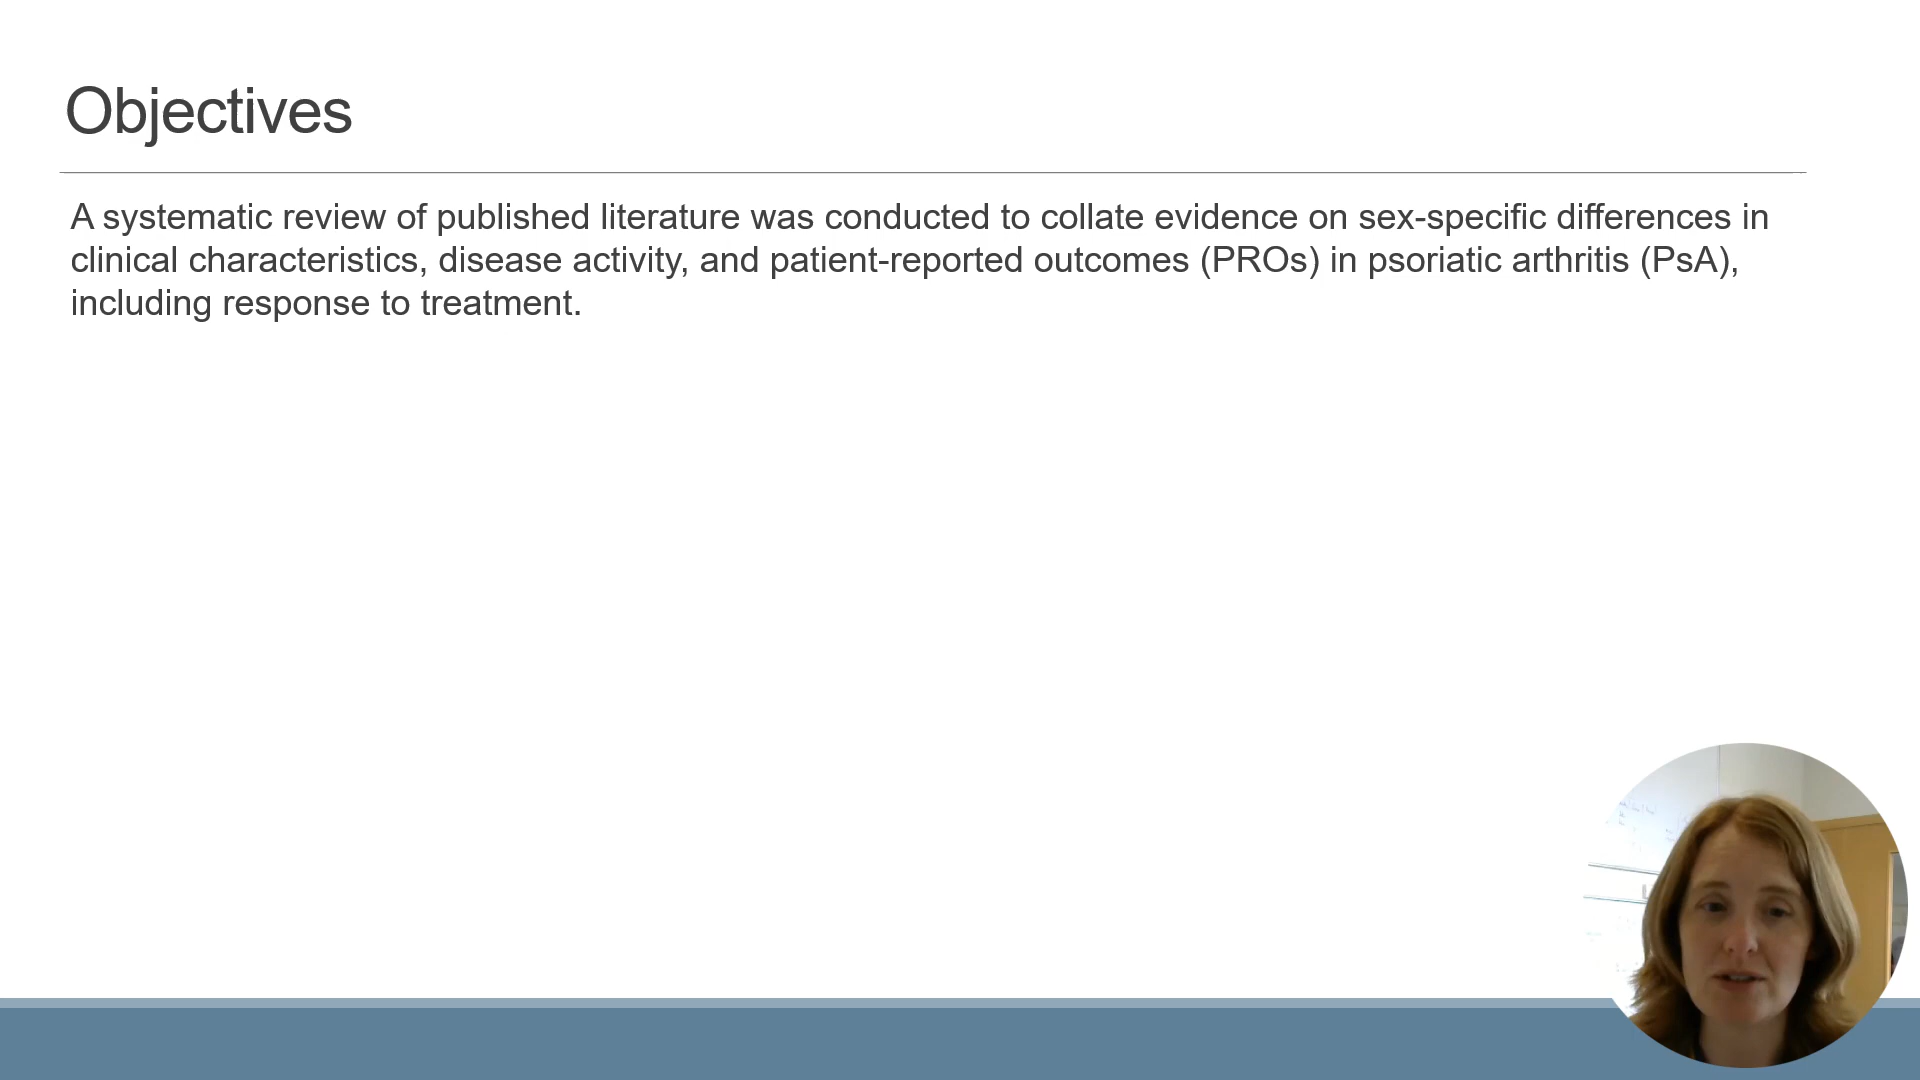 Objectives
A systematic review of published literature was conducted to collate evidence on sex-specific differences in
clinical characteristics, disease activity, and patient-reported outcomes (PROs) in psoriatic arthritis (PsA),
including response to treatment.